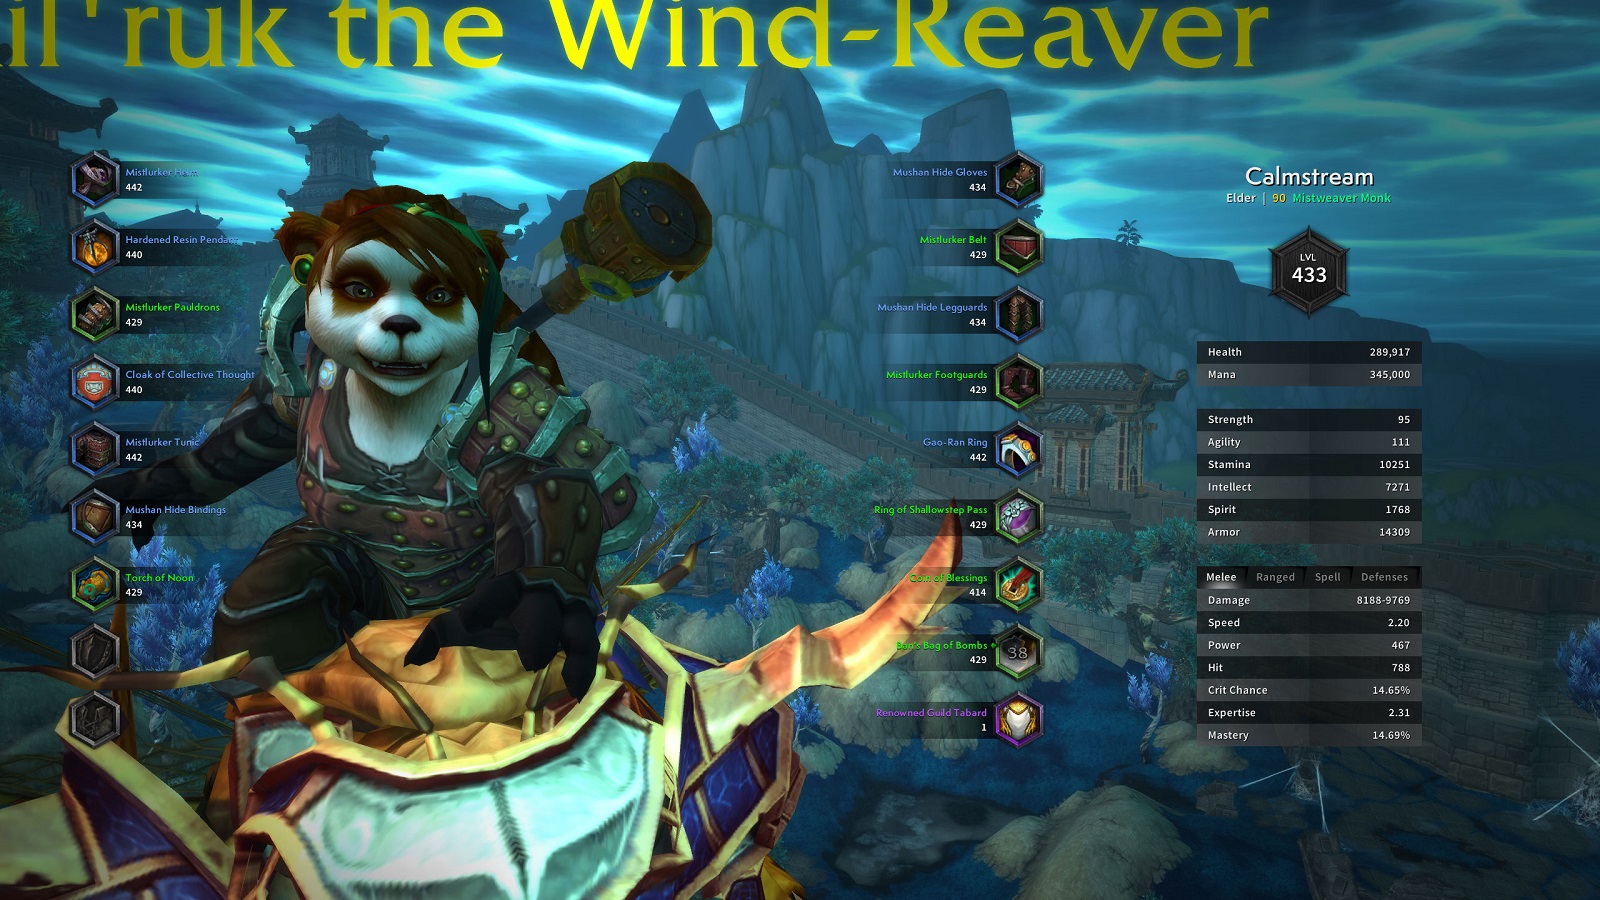 il'ruk the Wind-Reaver
Mistlurker Helm
442
Hardened Resin Pendant
440
Mistlurker Pauldrons
429
Cloak of Collective Thought
440
Mistlurker Tunic
442
Mushan Hide Bindings
434
Torch of Noon
429
Mushan Hide Gloves
434
Mistlurker Belt
429
Mushan Hide Legguards
434
Mistlurker Footguards
429
Gao-Ran Ring
442
Ring of Shallowstep Pass
429
Coin of Blessings
414
Ban's Bag of Bombs
429
38
Renowned Guild Tabard
1
Calmstream
Elder | 90 Mistweaver Monk
LVL
433
Health 289,917
Mana 345,000
Strength 95
Agility 111
Stamina 10251
Intellect 7271
Spirit 1768
Armor 14309
Melee Ranged Spell Defenses
Damage 8188-9769
Speed 2.20
Power 467
Hit 788
Crit Chance 14.65%
Expertise 2.31
Mastery 14.69%